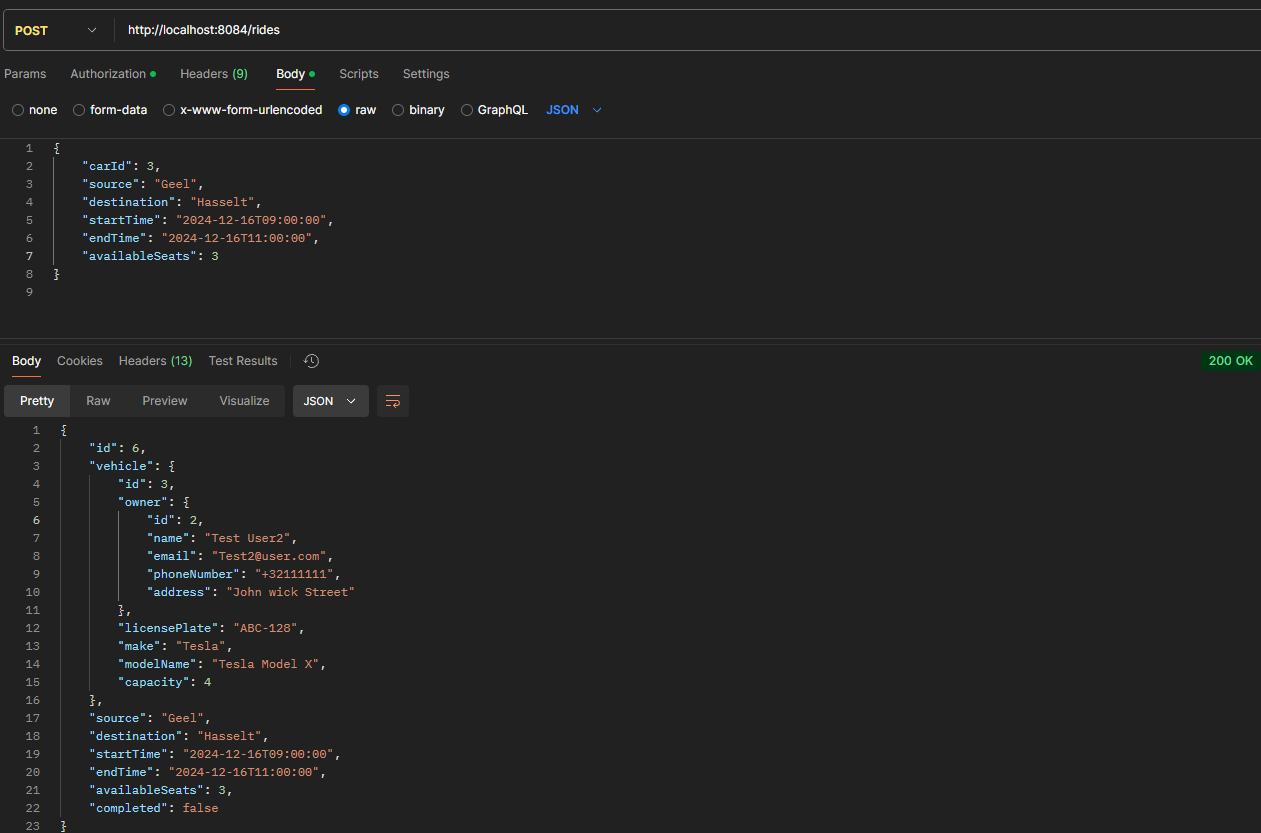 POST http://localhost:8084/rides
Params Authorization Headers (9) Body Scripts Settings
none form-data x-www-form-urlencoded raw binary GraphQL JSON
1 {
2 "carId": 3,
3 "source": "Geel",
4 "destination": "Hasselt",
5 "startTime": "2024-12-16T09:00:00",
6 "endTime": "2024-12-16T11:00:00",
7 "availableSeats": 3
8 }
9
Body Cookies Headers (13) Test Results 200 OK
Pretty Raw Preview Visualize JSON
1 {
2 "id": 6,
3 "vehicle": {
4 "id": 3,
5 "owner": {
6 "id": 2,
7 "name": "Test User2",
8 "email": "Test2@user.com",
9 "phoneNumber": "+32111111",
10 "address": "John wick Street"
11 },
12 "licensePlate": "ABC-128",
13 "make": "Tesla",
14 "modelName": "Tesla Model X",
15 "capacity": 4
16 },
17 "source": "Geel",
18 "destination": "Hasselt",
19 "startTime": "2024-12-16T09:00:00",
20 "endTime": "2024-12-16T11:00:00",
21 "availableSeats": 3,
22 "completed": false
23 }